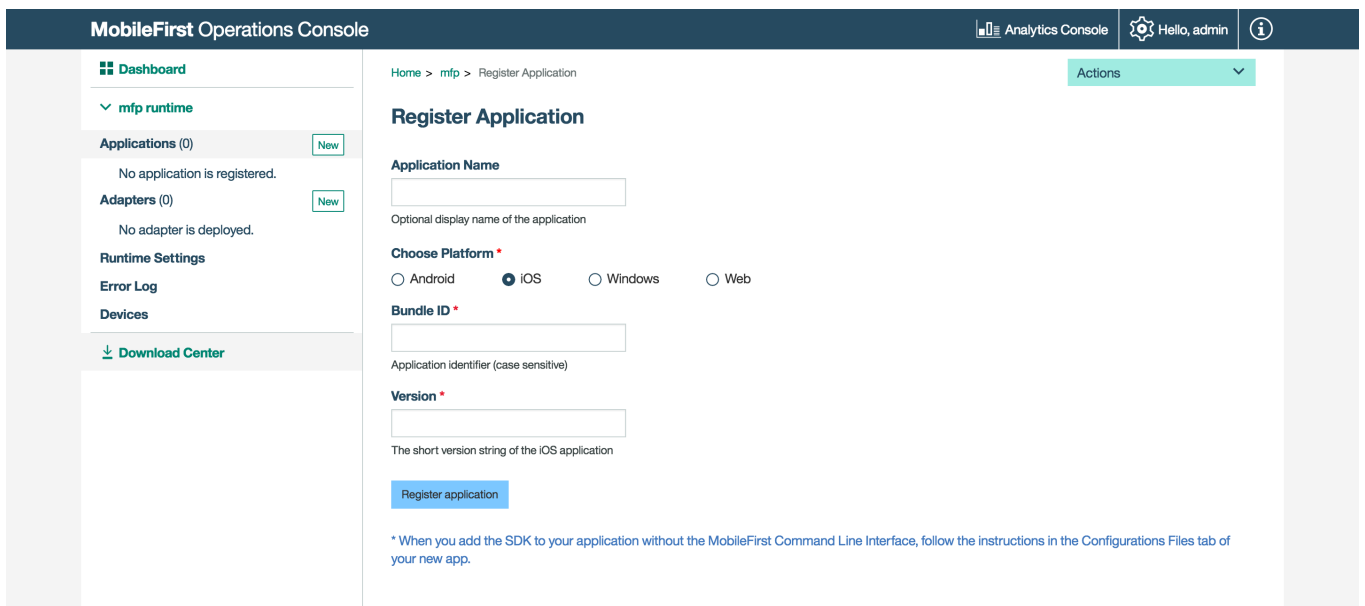 MobileFirst Operations Console
Analytics Console
Hello, admin
Dashboard
mfp runtime
Applications (0)
New
No application is registered.
Adapters (0)
New
No adapter is deployed.
Runtime Settings
Error Log
Devices
Download Center
Home > mfp > Register Application
Actions
Register Application
Application Name
Optional display name of the application
Choose Platform *
Android iOS Windows Web
Bundle ID *
Application identifier (case sensitive)
Version *
The short version string of the iOS application
Register application
* When you add the SDK to your application without the MobileFirst Command Line Interface, follow the instructions in the Configurations Files tab of
your new app.